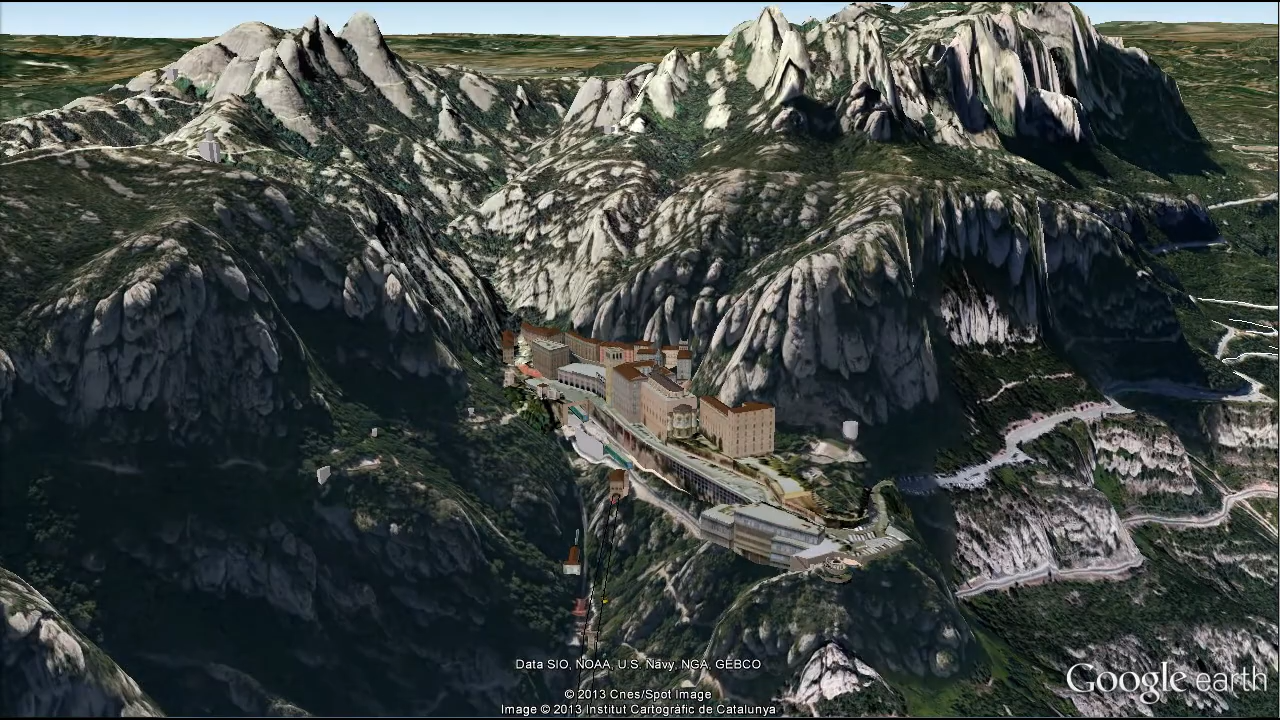 Data SIO, NOAA, U.S. Navy, NGA, GEBCO
© 2013 Cnes/Spot Image
Image © 2013 Institut Cartogràfic de Catalunya
Google earth